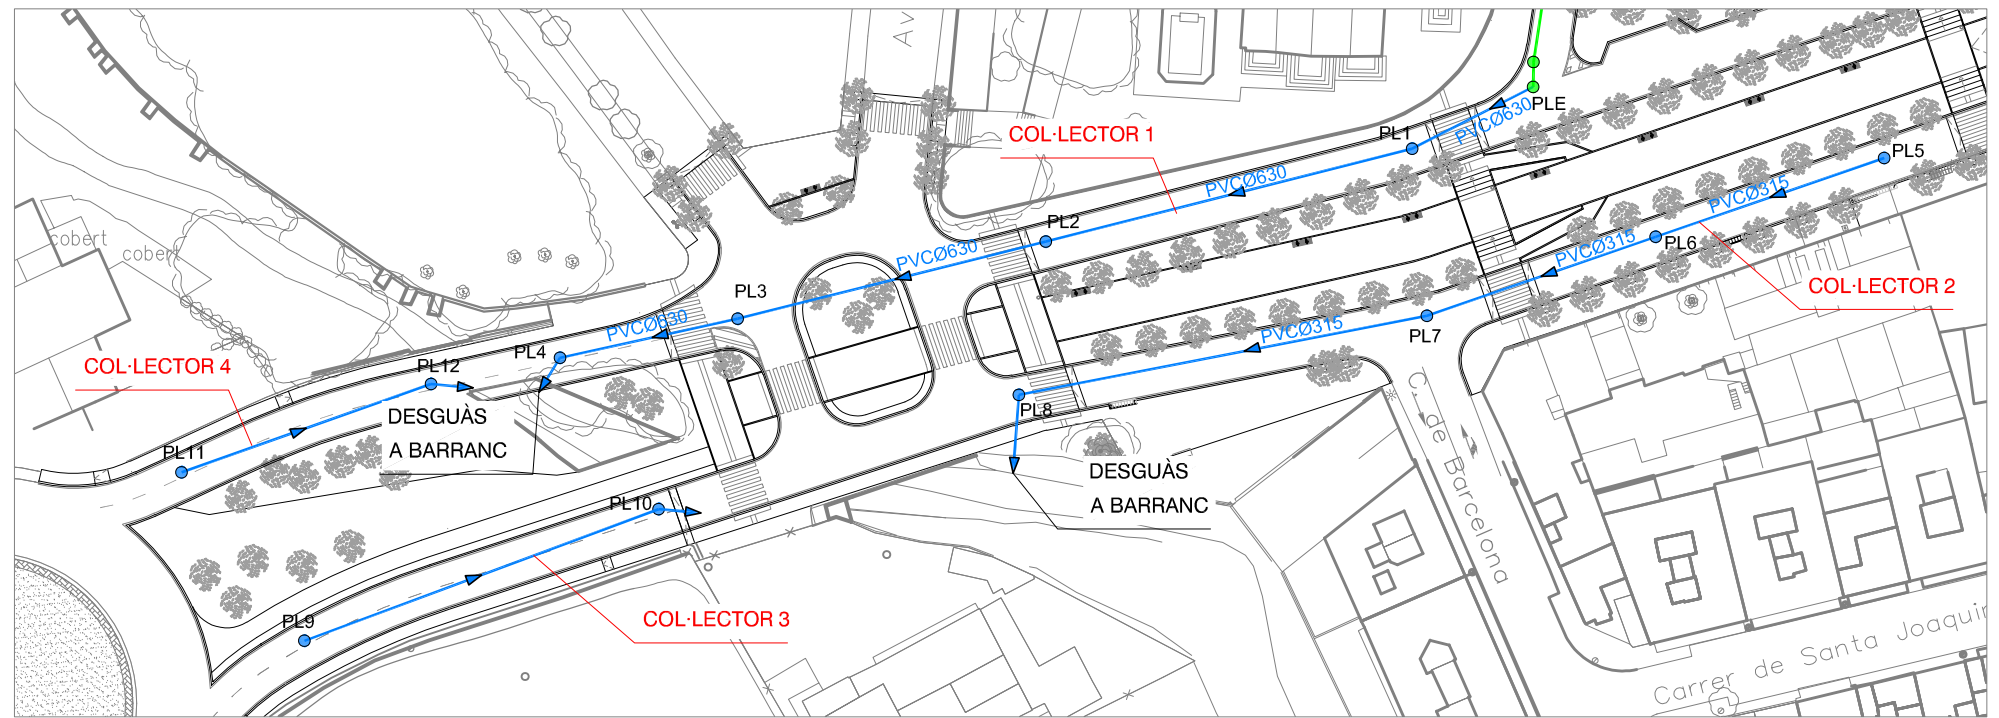 AV
PLE
PVCØ630
COL·LECTOR 1
PL1
PL5
PVCØ630
PVCØ315
PL2
PL6
cobert
cobert
PVCØ630
PVCØ315
COL·LECTOR 2
PL3
PVCØ630
PVCØ315
PL7
PL4
COL·LECTOR 4
PL12
PL8
DESGUÀS
A BARRANC
C. de Barcelona
PL11
DESGUÀS
A BARRANC
PL10
PL9
COL·LECTOR 3
Carrer de Santa Joaquin